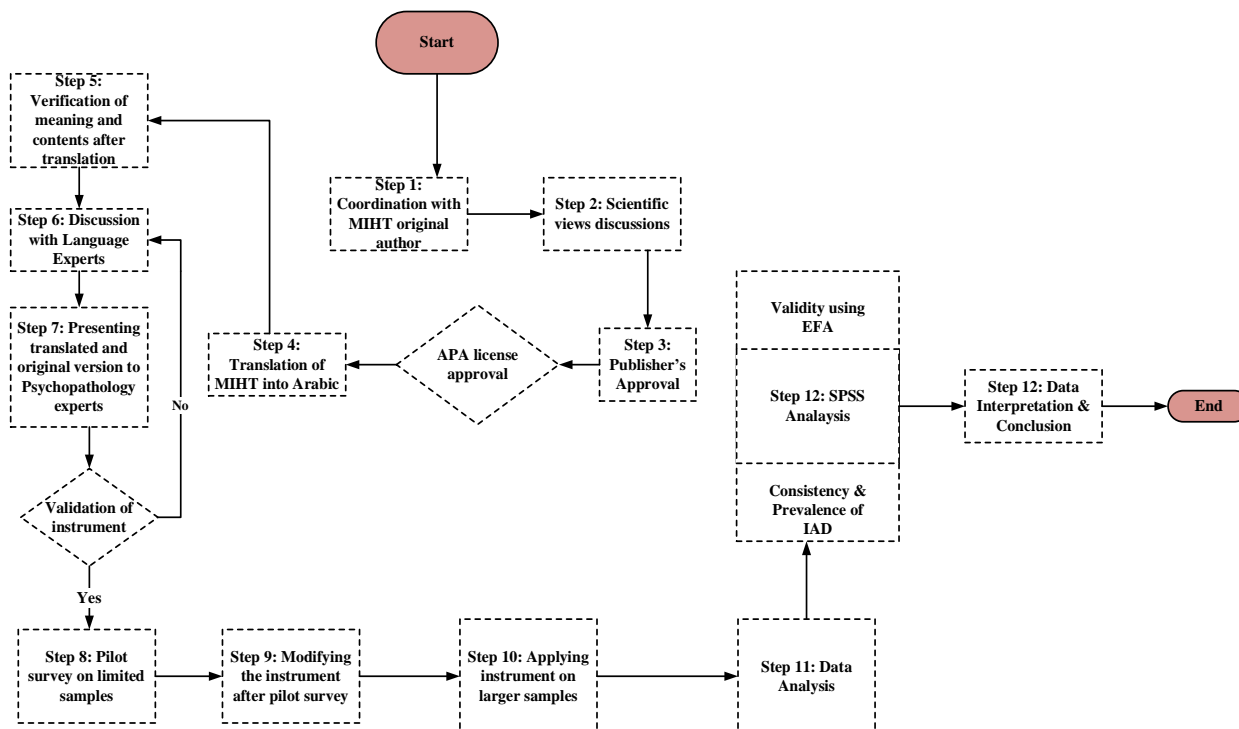 Start
Step 1:
Coordination with
MIHT original
author
Step 2: Scientific
views discussions
Step 3:
Publisher’s
Approval
APA license
approval
Step 4:
Translation of
MIHT into Arabic
Step 5:
Verification of
meaning and
contents after
translation
Step 6: Discussion
with Language
Experts
Step 7: Presenting
translated and
original version to
Psychopathology
experts
Validation of
instrument
No
Yes
Step 8: Pilot
survey on limited
samples
Step 9: Modifying
the instrument
after pilot survey
Step 10: Applying
instrument on
larger samples
Step 11: Data
Analysis
Validity using
EFA
Step 12: SPSS
Analaysis
Consistency &
Prevalence of
IAD
Step 12: Data
Interpretation &
Conclusion
End